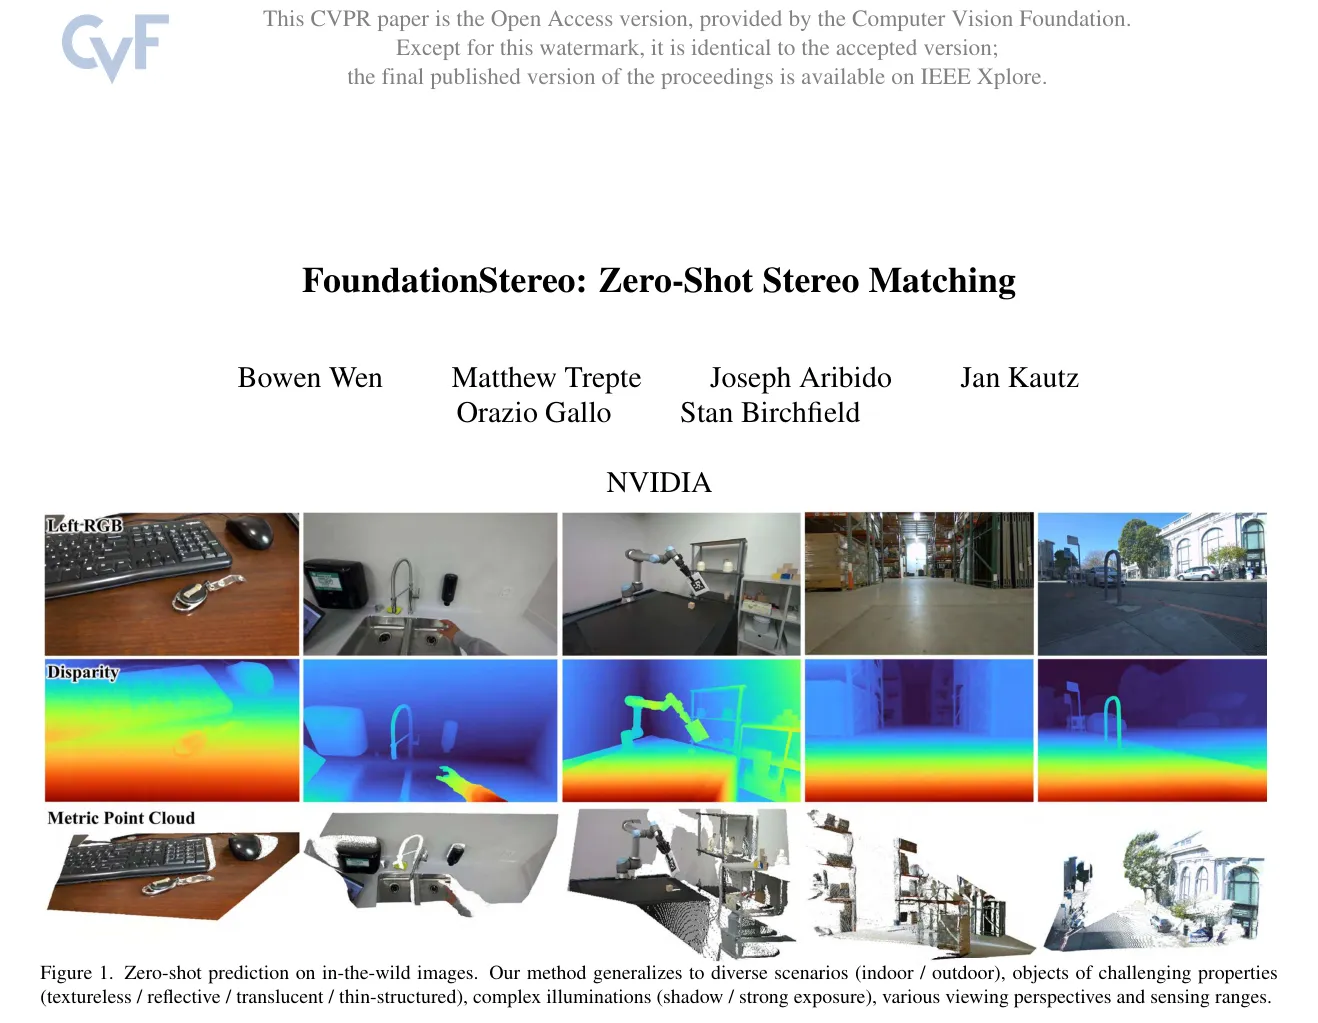 CVF
This CVPR paper is the Open Access version, provided by the Computer Vision Foundation.
Except for this watermark, it is identical to the accepted version;
the final published version of the proceedings is available on IEEE Xplore.
FoundationStereo: Zero-Shot Stereo Matching
Bowen Wen Matthew Trepte Joseph Aribido Jan Kautz
Orazio Gallo Stan Birchfield
NVIDIA
Left RGB
Disparity
Metric Point Cloud
Figure 1. Zero-shot prediction on in-the-wild images. Our method generalizes to diverse scenarios (indoor / outdoor), objects of challenging properties
(textureless / reflective / translucent / thin-structured), complex illuminations (shadow / strong exposure), various viewing perspectives and sensing ranges.